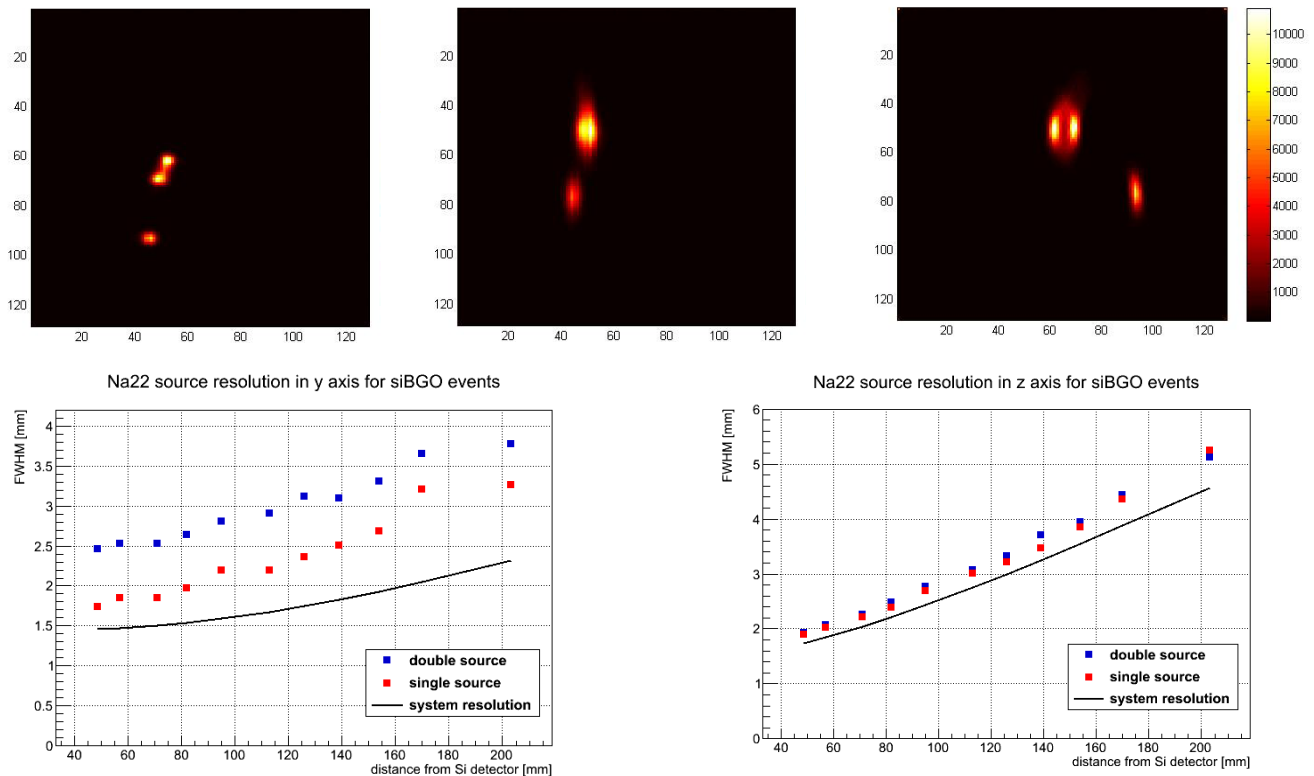 20
40
60
80
100
120
20 40 60 80 100 120
20
40
60
80
100
120
20 40 60 80 100 120
20
40
60
80
100
120
20 40 60 80 100 120
10000
9000
8000
7000
6000
5000
4000
3000
2000
1000
Na22 source resolution in y axis for siBGO events
FWHM [mm]
4
3.5
3
2.5
2
1.5
1
0.5
0
40 60 80 100 120 140 160 180 200
distance from Si detector [mm]
double source
single source
system resolution
Na22 source resolution in z axis for siBGO events
FWHM [mm]
6
5
4
3
2
1
0
40 60 80 100 120 140 160 180 200
distance from Si detector [mm]
double source
single source
system resolution